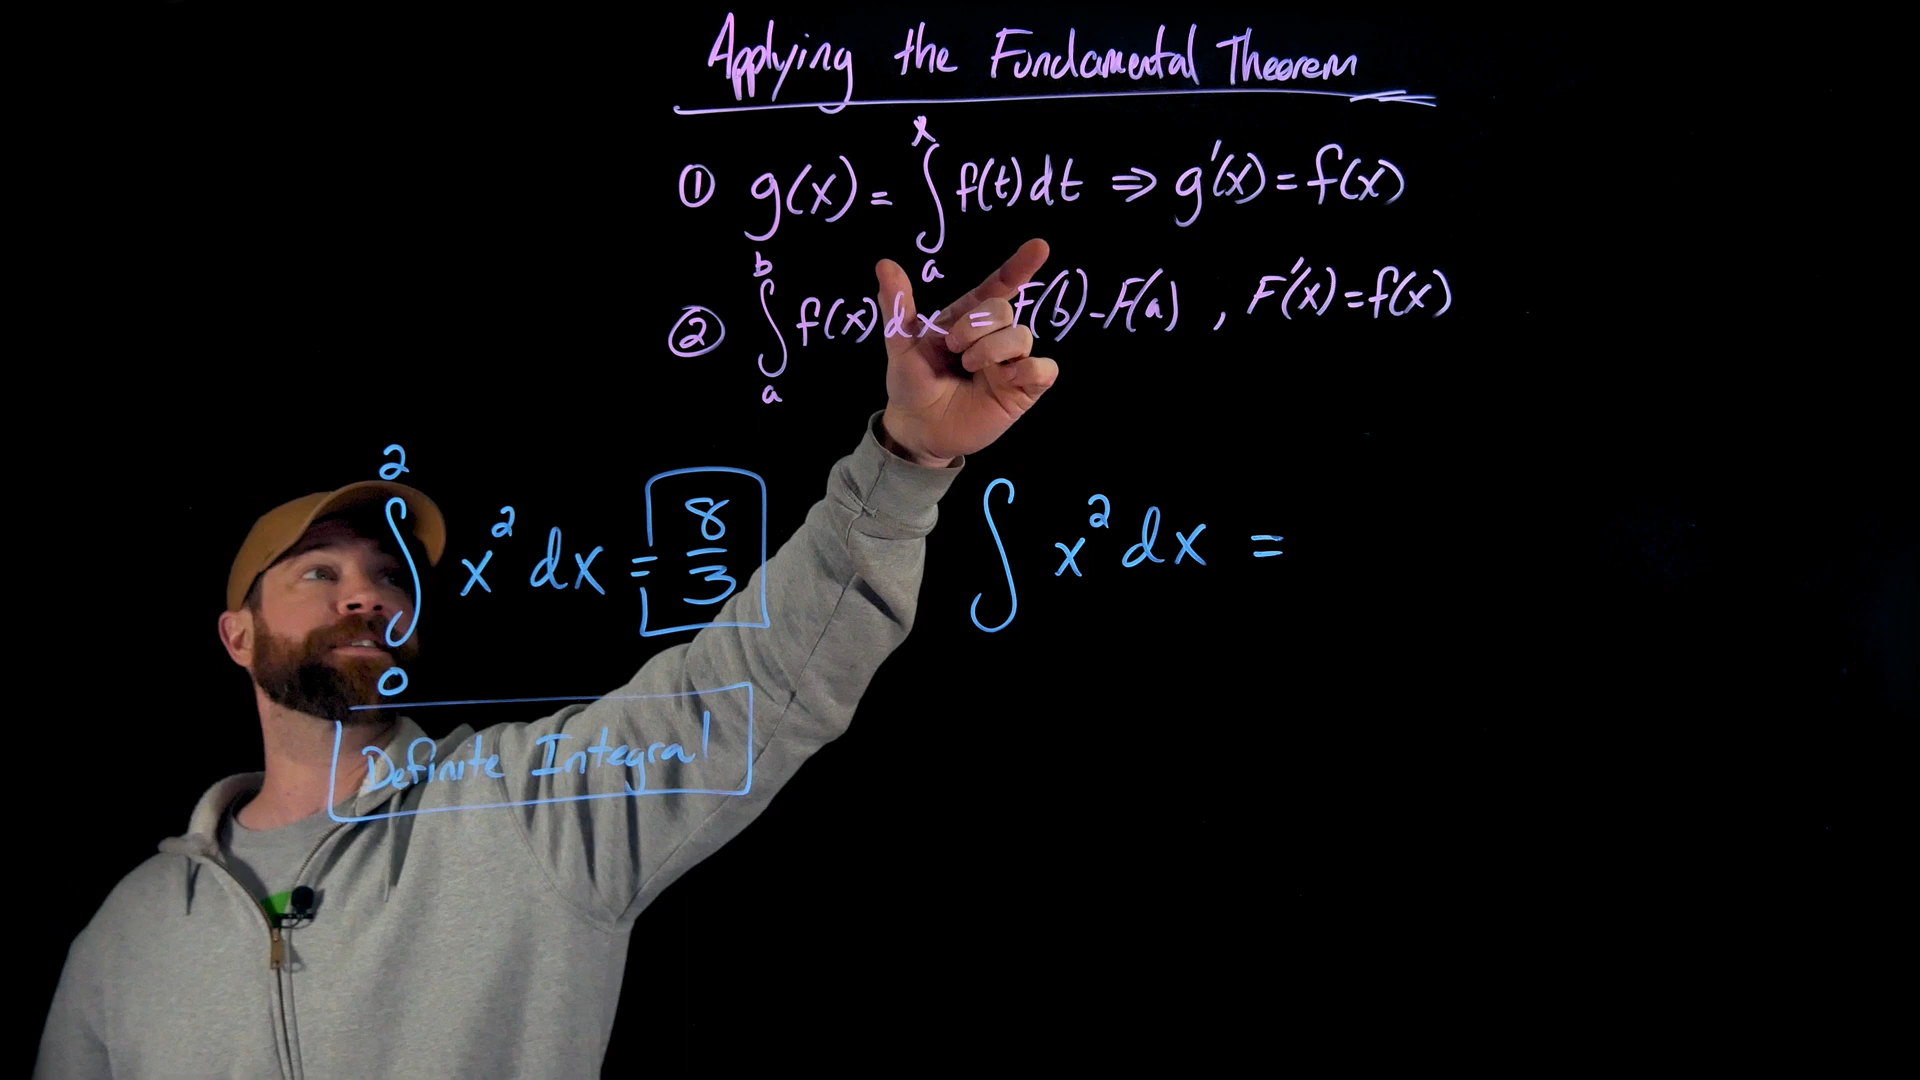 Applying the Fundamental Theorem
① g(x) = ∫ₐˣ f(t) dt ⇒ g'(x) = f(x)
② ∫ₐᵇ f(x) dx = F(b) - F(a) , F'(x) = f(x)
∫₀² x² dx = 8/3
Definite Integral
∫ x² dx =